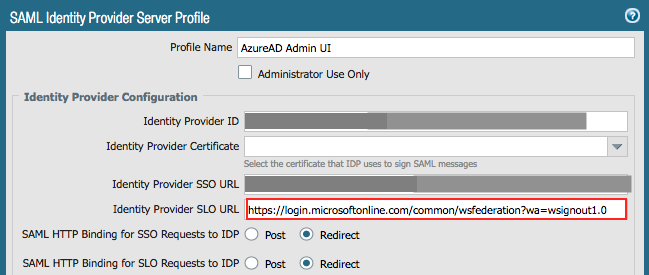 SAML Identity Provider Server Profile
Profile Name AzureAD Admin UI
Administrator Use Only
Identity Provider Configuration
Identity Provider ID
Identity Provider Certificate
Select the certificate that IDP uses to sign SAML messages
Identity Provider SSO URL
Identity Provider SLO URL https://login.microsoftonline.com/common/wsfederation?wa=wsignout1.0
SAML HTTP Binding for SSO Requests to IDP Post Redirect
SAML HTTP Binding for SLO Requests to IDP Post Redirect